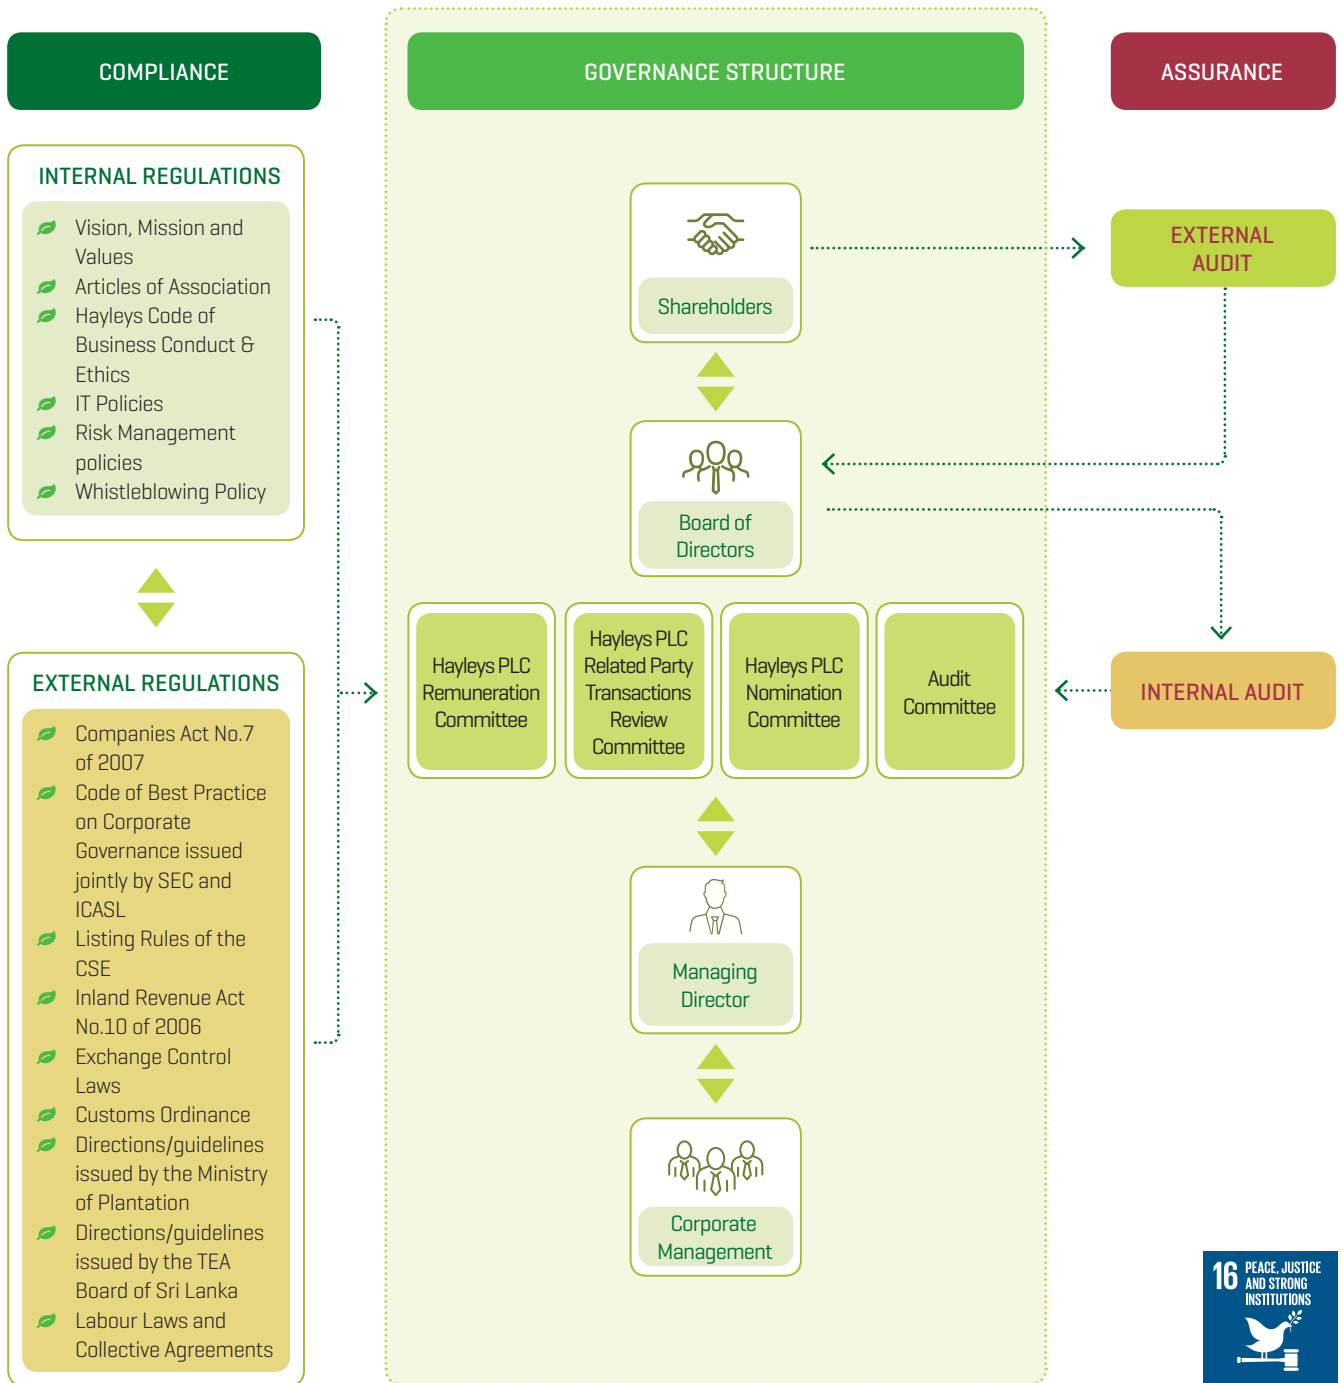 COMPLIANCE
INTERNAL REGULATIONS
Vision, Mission and
Values
Articles of Association
Hayleys Code of
Business Conduct &
Ethics
IT Policies
Risk Management
policies
Whistleblowing Policy
EXTERNAL REGULATIONS
Companies Act No.7
of 2007
Code of Best Practice
on Corporate
Governance issued
jointly by SEC and
ICASL
Listing Rules of the
CSE
Inland Revenue Act
No.10 of 2006
Exchange Control
Laws
Customs Ordinance
Directions/guidelines
issued by the Ministry
of Plantation
Directions/guidelines
issued by the TEA
Board of Sri Lanka
Labour Laws and
Collective Agreements
GOVERNANCE STRUCTURE
Shareholders
Board of
Directors
Hayleys PLC
Remuneration
Committee
Hayleys PLC
Related Party
Transactions
Review
Committee
Hayleys PLC
Nomination
Committee
Audit
Committee
Managing
Director
Corporate
Management
ASSURANCE
EXTERNAL
AUDIT
INTERNAL AUDIT
16 PEACE, JUSTICE
AND STRONG
INSTITUTIONS